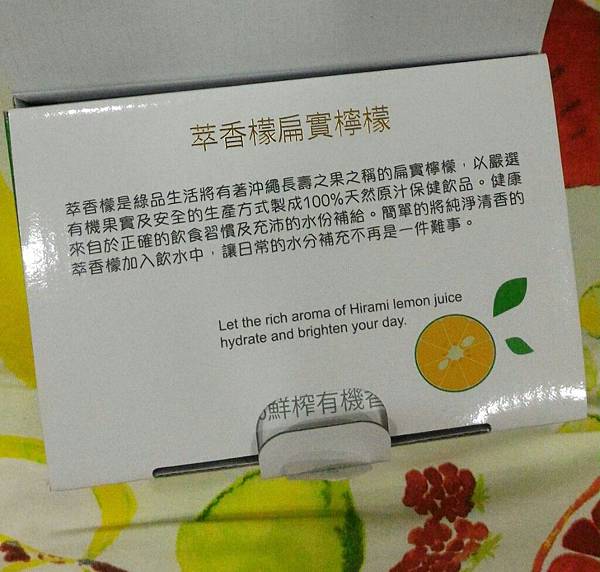 萃香檬扁實檸檬
萃香檬是綠品生活將有著沖繩長壽之果之稱的扁實檸檬，以嚴選
有機果實及安全的生產方式製成100%天然原汁保健飲品。健康
來自於正確的飲食習慣及充沛的水份補給。簡單的將純淨清香的
萃香檬加入飲水中，讓日常的水分補充不再是一件難事。
Let the rich aroma of Hirami lemon juice
hydrate and brighten your day.
鮮榨有機